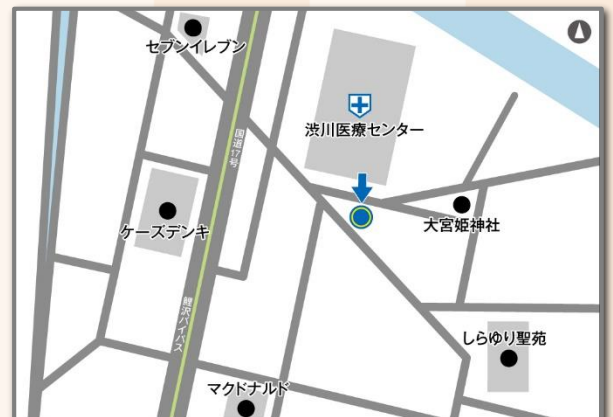 セブンイレブン
国道17号
渋川医療センター
ケーズデンキ
大宮姫神社
鯉沢バイパス
しらゆり聖苑
マクドナルド